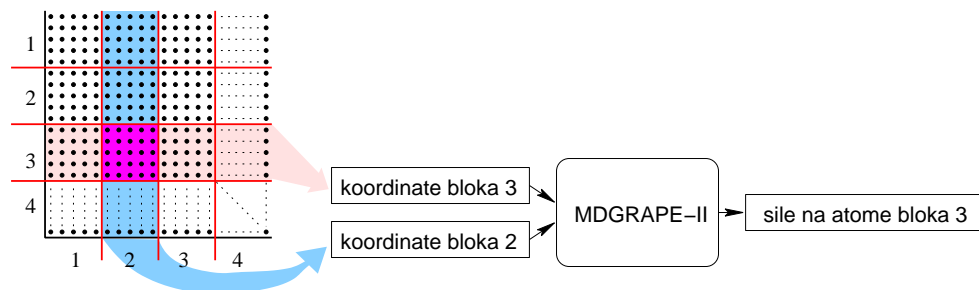 1
2
3
4
1 2 3 4
koordinate bloka 3
koordinate bloka 2
MDGRAPE−II
sile na atome bloka 3